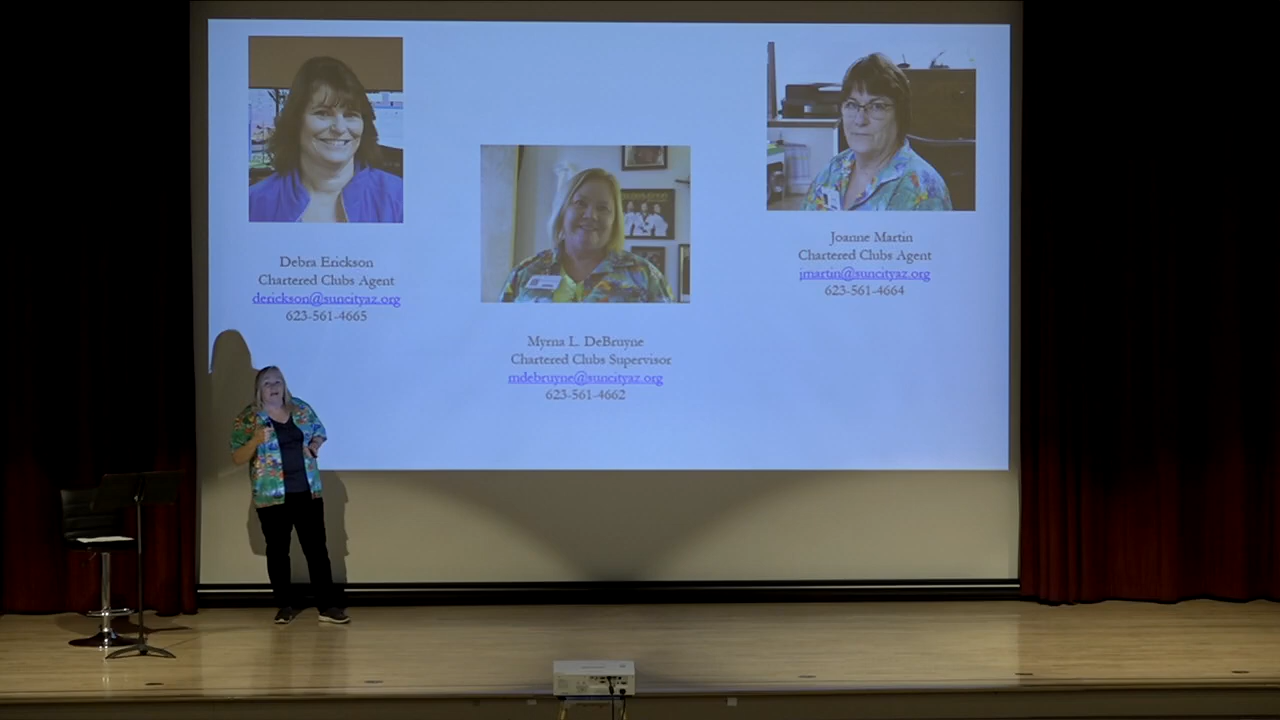 Debra Erickson
Chartered Clubs Agent
derickson@suncityaz.org
623-561-4665
Myrna L. DeBruyne
Chartered Clubs Supervisor
mdebruyne@suncityaz.org
623-561-4662
Joanne Martin
Chartered Clubs Agent
jmartin@suncityaz.org
623-561-4664